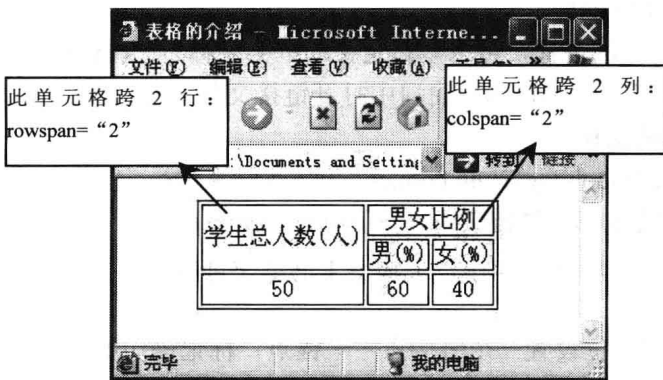 表格的介绍 - Microsoft Interne...
文件(F) 编辑(E) 查看(V) 收藏(A)
此单元格跨 2 行：
rowspan= “2”
此单元格跨 2 列：
colspan= “2”
:\Documents and Setting
转到 链接
学生总人数(人) 男女比例
男(%) 女(%)
50 60 40
完毕 我的电脑